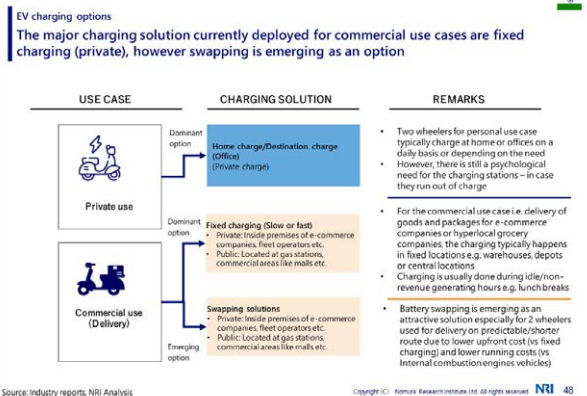 EV charging options
The major charging solution currently deployed for commercial use cases are fixed
charging (private), however swapping is emerging as an option
USE CASE
CHARGING SOLUTION
REMARKS
Private use
Dominant
option
Home charge/Destination charge
(Office)
(Private charge)
• Two wheelers for personal use case
typically charge at home or offices on a
daily basis or depending on the need
• However, there is still a psychological
need for the charging stations – in case
they run out of charge
Commercial use
(Delivery)
Dominant
option
Fixed charging (Slow or fast)
• Private: Inside premises of e-commerce
companies, fleet operators etc.
• Public: Located at gas stations,
commercial areas like malls etc.
• For the commercial use case i.e. delivery of
goods and packages for e-commerce
companies or hyperlocal grocery
companies, the charging typically happens
in fixed locations e.g. warehouses, depots
or central locations
• Charging is usually done during idle/non-
revenue generating hours e.g. lunch breaks
Emerging
option
Swapping solutions
• Private: Inside premises of e-commerce
companies, fleet operators etc.
• Public: Located at gas stations,
commercial areas like malls etc.
• Battery swapping is emerging as an
attractive solution especially for 2 wheelers
used for delivery on predictable/shorter
route due to lower upfront cost (vs fixed
charging) and lower running costs (vs
Internal combustion engines vehicles)
Source: Industry reports, NRI Analysis
Copyright (C) Nomura Research Institute, Ltd. All rights reserved.
NRI
48